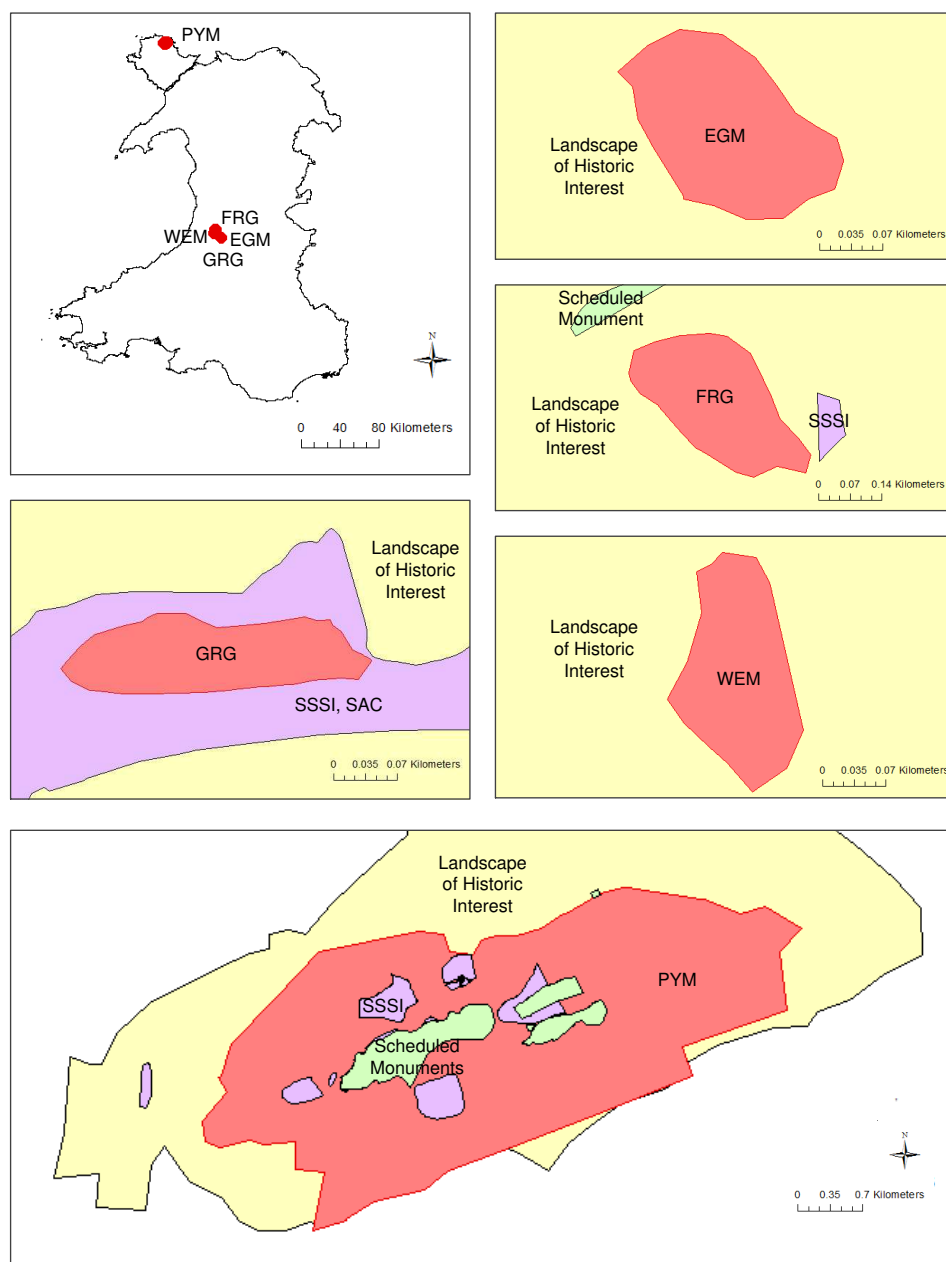 PYM
FRG
WEM
EGM
GRG
N
0 40 80 Kilometers
EGM
Landscape
of Historic
Interest
0 0.035 0.07 Kilometers
Scheduled
Monument
FRG
Landscape
of Historic
Interest
SSSI
0 0.07 0.14 Kilometers
Landscape
of Historic
Interest
GRG
SSSI, SAC
0 0.035 0.07 Kilometers
Landscape
of Historic
Interest
WEM
0 0.035 0.07 Kilometers
Landscape
of Historic
Interest
PYM
SSSI
Scheduled
Monuments
N
0 0.35 0.7 Kilometers